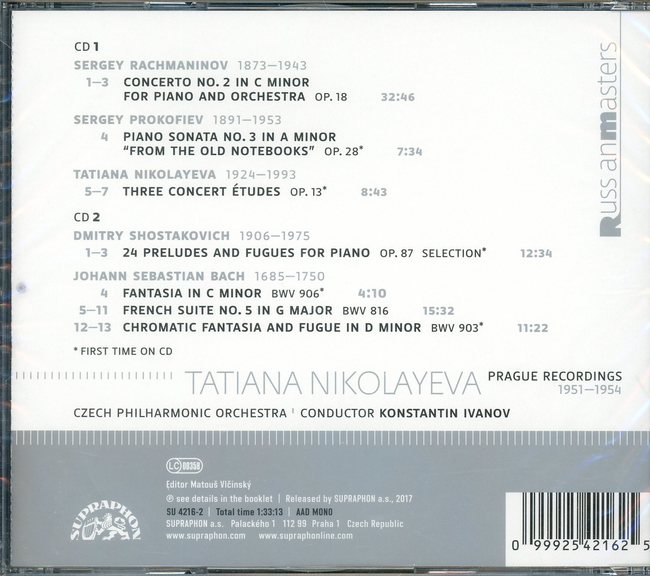 CD 1
SERGEY RACHMANINOV 1873–1943
1–3 CONCERTO NO. 2 IN C MINOR
FOR PIANO AND ORCHESTRA OP. 18 32:46
SERGEY PROKOFIEV 1891–1953
4 PIANO SONATA NO. 3 IN A MINOR
“FROM THE OLD NOTEBOOKS” OP. 28* 7:34
TATIANA NIKOLAYEVA 1924–1993
5–7 THREE CONCERT ÉTUDES OP. 13* 8:43
CD 2
DMITRY SHOSTAKOVICH 1906–1975
1–3 24 PRELUDES AND FUGUES FOR PIANO OP. 87 SELECTION* 12:34
JOHANN SEBASTIAN BACH 1685–1750
4 FANTASIA IN C MINOR BWV 906* 4:10
5–11 FRENCH SUITE NO. 5 IN G MAJOR BWV 816 15:32
12–13 CHROMATIC FANTASIA AND FUGUE IN D MINOR BWV 903* 11:22
* FIRST TIME ON CD
Russianmasters
TATIANA NIKOLAYEVA PRAGUE RECORDINGS
1951–1954
CZECH PHILHARMONIC ORCHESTRA | CONDUCTOR KONSTANTIN IVANOV
SUPRAPHON
LC 00358
Editor Matouš Vlčinský
℗ see details in the booklet | Released by SUPRAPHON a.s., 2017
SU 4216-2 | Total time 1:33:13 | AAD MONO
SUPRAPHON a.s. Palackého 1 112 99 Praha 1 Czech Republic
www.supraphon.com www.supraphonline.com
0 99925 42162 5